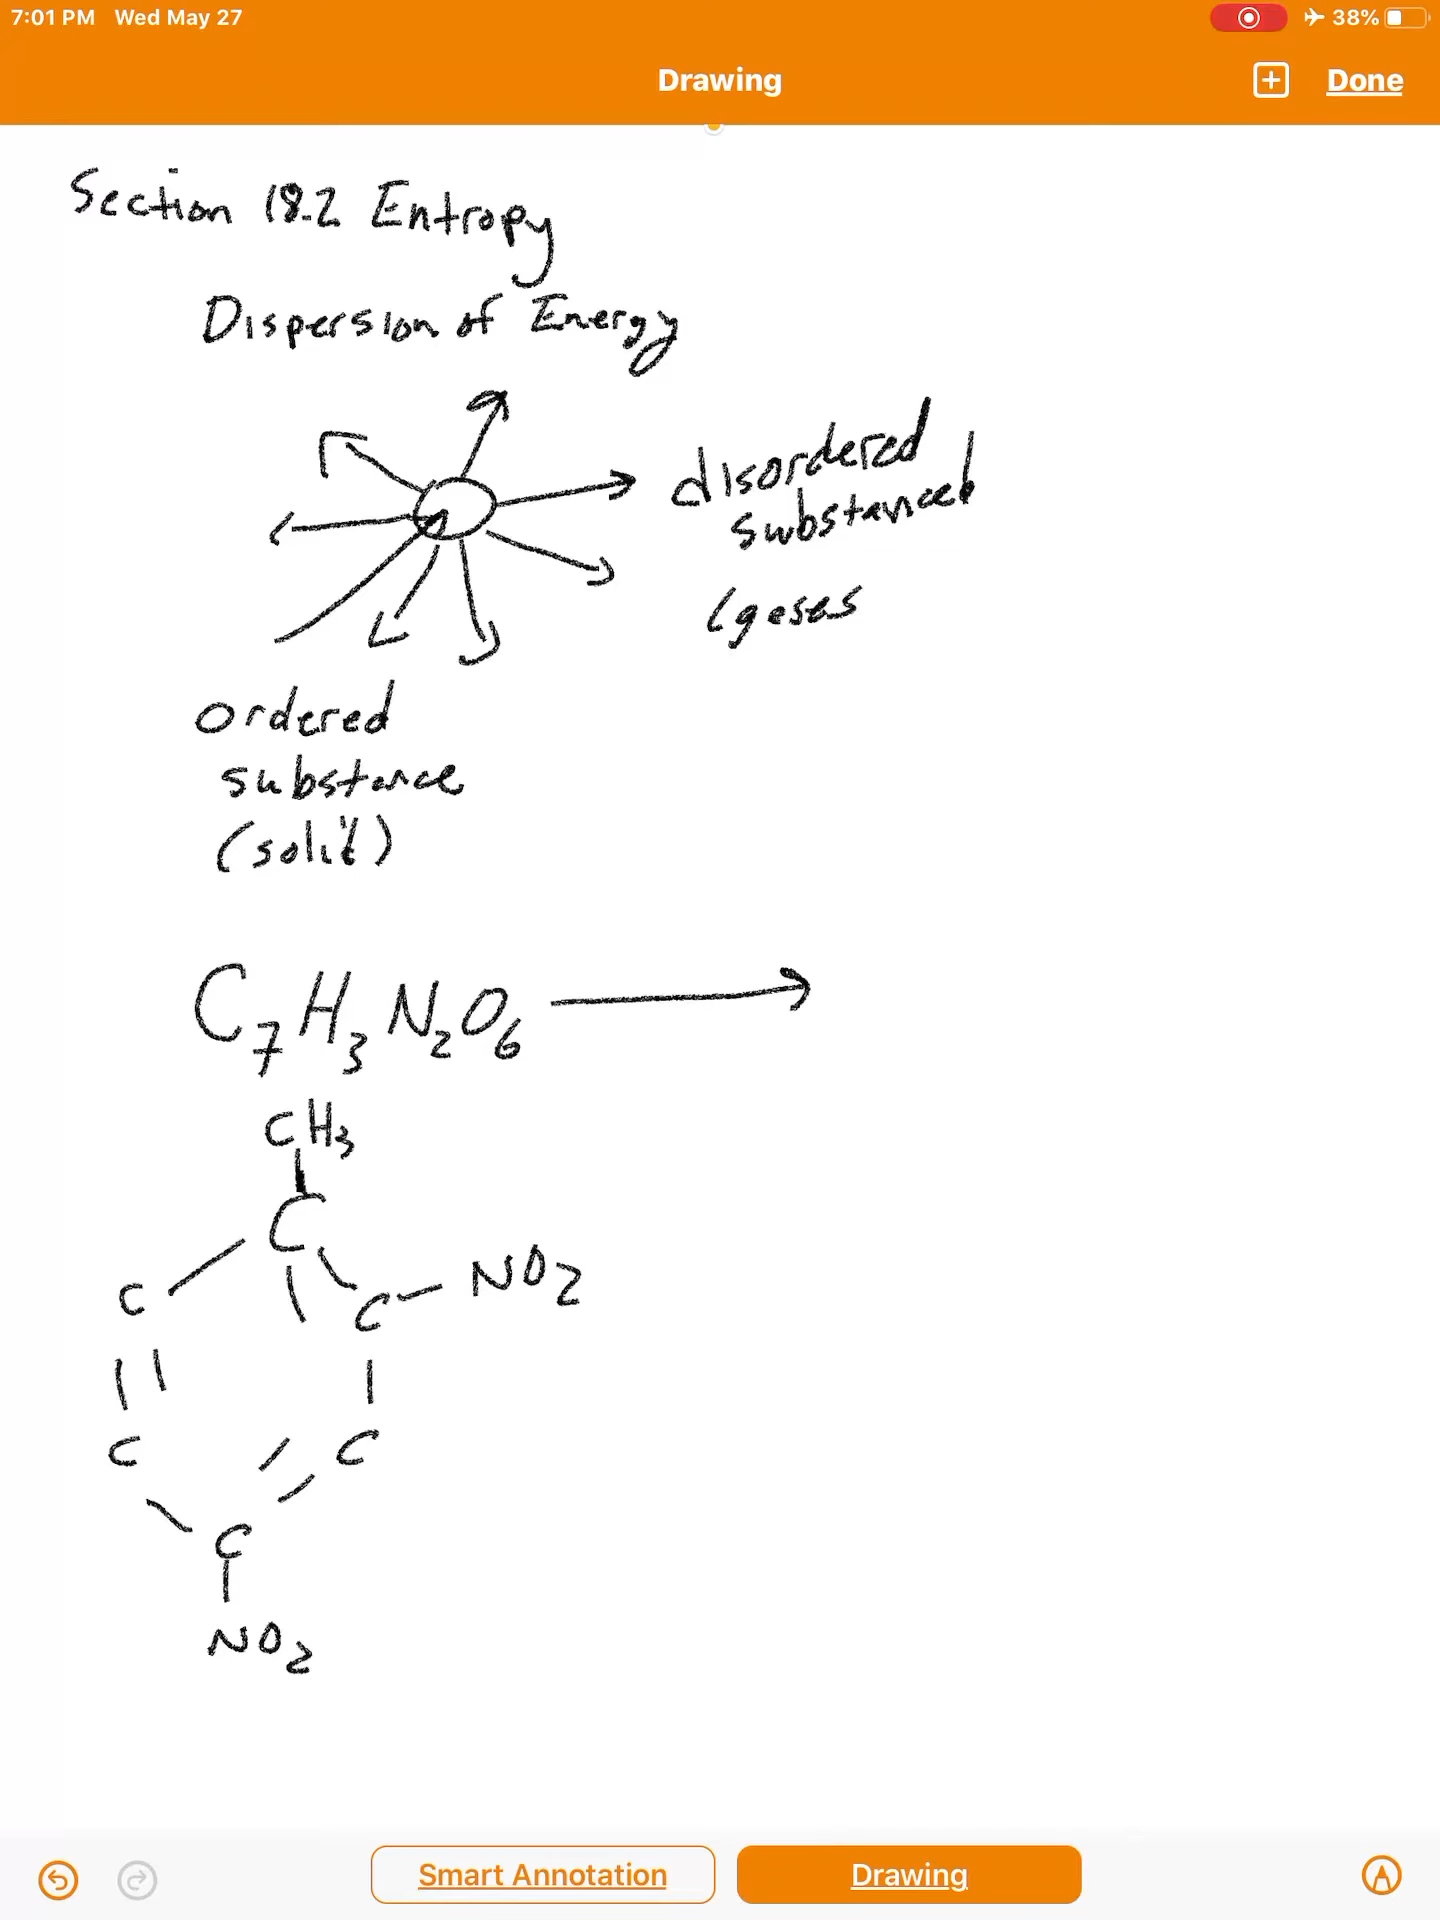 7:01 PM Wed May 27
38%
Drawing
Done
Section 18.2 Entropy
Dispersion of Energy
disordered
substances
(gases
ordered
substance
(solid)
C₇H₃N₂O₆ →
CH₃
C
C
C - NO₂
C
C
C
NO₂
Smart Annotation
Drawing